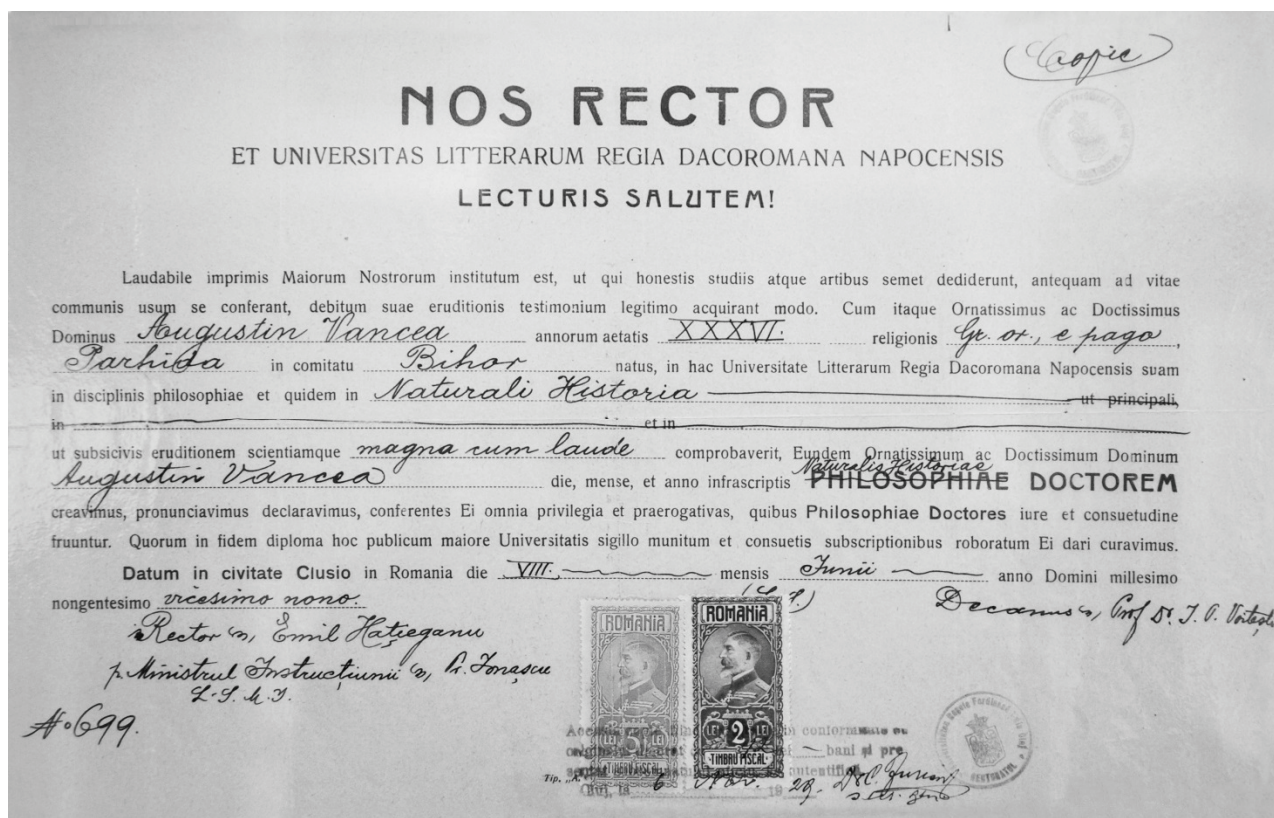 Copie
NOS RECTOR
ET UNIVERSITAS LITTERARUM REGIA DACOROMANA NAPOCENSIS
LECTURIS SALUTEM!
Laudabile imprimis Maiorum Nostrorum institutum est, ut qui honestis studiis atque artibus semet dediderunt, antequam ad vitae
communis usum se conferant, debitum suae eruditionis testimonium legitimo acquirant modo. Cum itaque Ornatissimus ac Doctissimus
Dominus Augustin Vancea annorum aetatis XXXVI. religionis Gr. or., e pago,
Parhida in comitatu Bihor natus, in hac Universitate Litterarum Regia Dacoromana Napocensis suam
in disciplinis philosophiae et quidem in Naturali Historia ut principali,
in et in
ut subsicivis eruditionem scientiamque magna cum laude comprobaverit, Eundem Ornatissimum ac Doctissimum Dominum
Naturalis Historiae
Augustin Vancea die, mense, et anno infrascriptis PHILOSOPHIAE DOCTOREM
creavimus, pronunciavimus declaravimus, conferentes Ei omnia privilegia et praerogativas, quibus Philosophiae Doctores iure et consuetudine
fruuntur. Quorum in fidem diploma hoc publicum maiore Universitatis sigillo munitum et consuetis subscriptionibus roboratum Ei dari curavimus.
Datum in civitate Clusio in Romania die VIII. mensis Junii anno Domini millesimo
nongentesimo vicesimo nono.
Decanus Prof Dr. I. P. Voitești
Rector Emil Hațieganu
p. Ministrul Instrucțiunii
No 699.
ROMANIA
LEI 5 LEI
TIMBRU FISCAL
ROMANIA
LEI 2 LEI
TIMBRU FISCAL
conformitate cu
bani și pre
Cluj, la 6 Nov. 1929.
Tip.